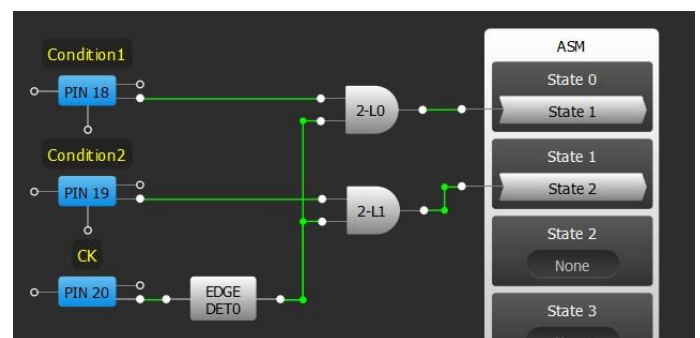 Condition1
PIN 18
Condition2
PIN 19
CK
PIN 20
EDGE
DET0
2-L0
2-L1
ASM
State 0
State 1
State 1
State 2
State 2
None
State 3